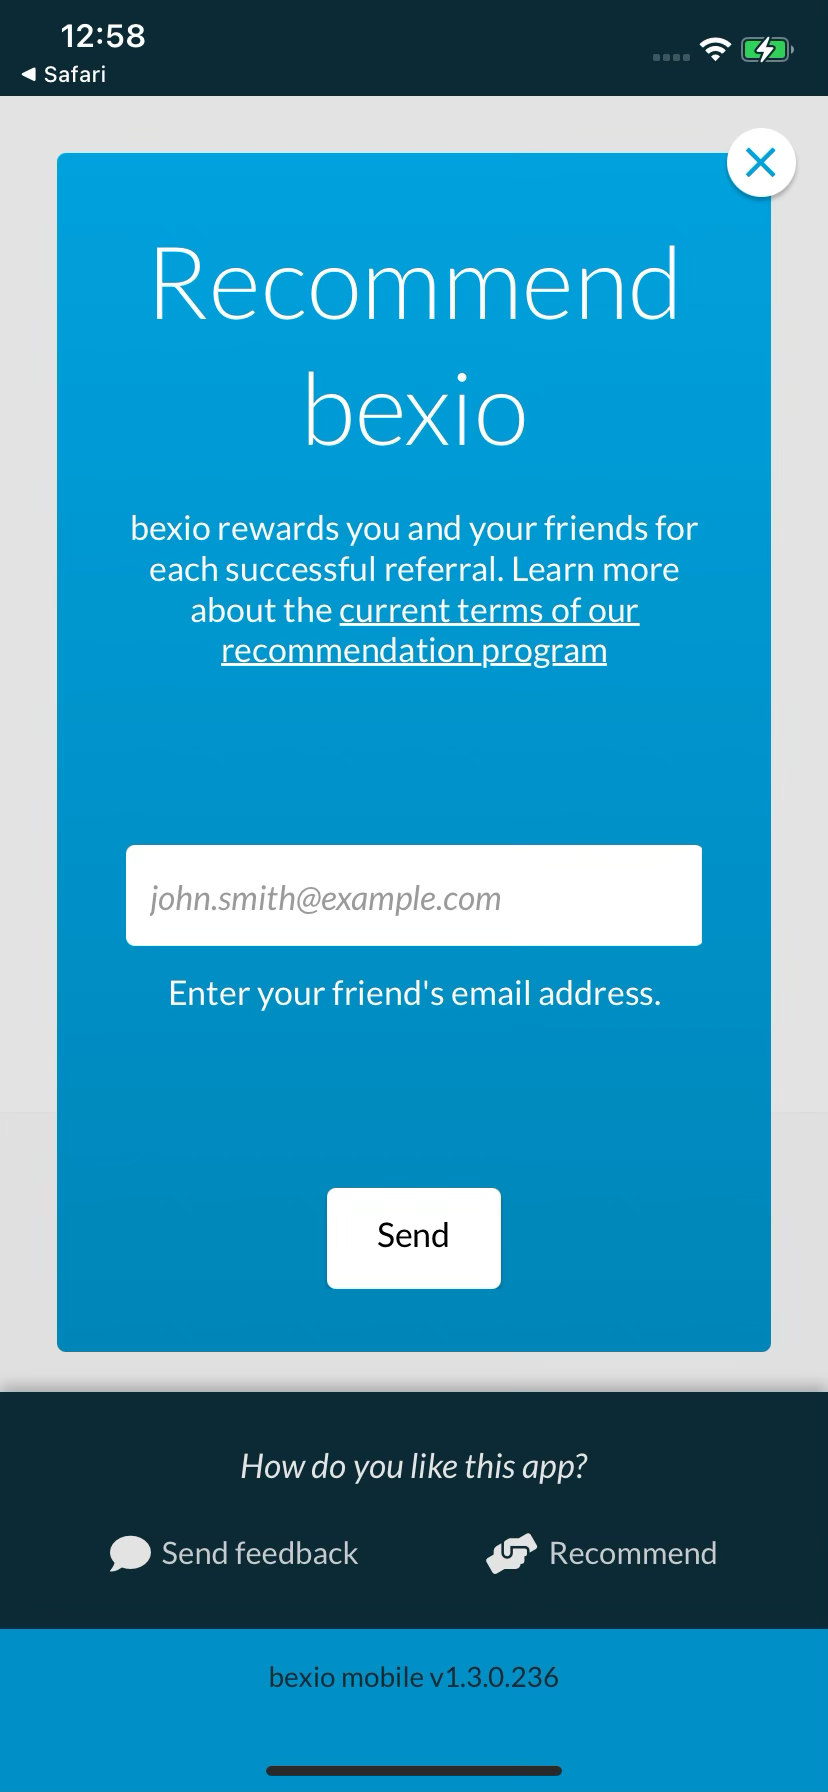 12:58
Safari
Recommend
bexio
bexio rewards you and your friends for
each successful referral. Learn more
about the current terms of our
recommendation program
john.smith@example.com
Enter your friend's email address.
Send
How do you like this app?
Send feedback
Recommend
bexio mobile v1.3.0.236